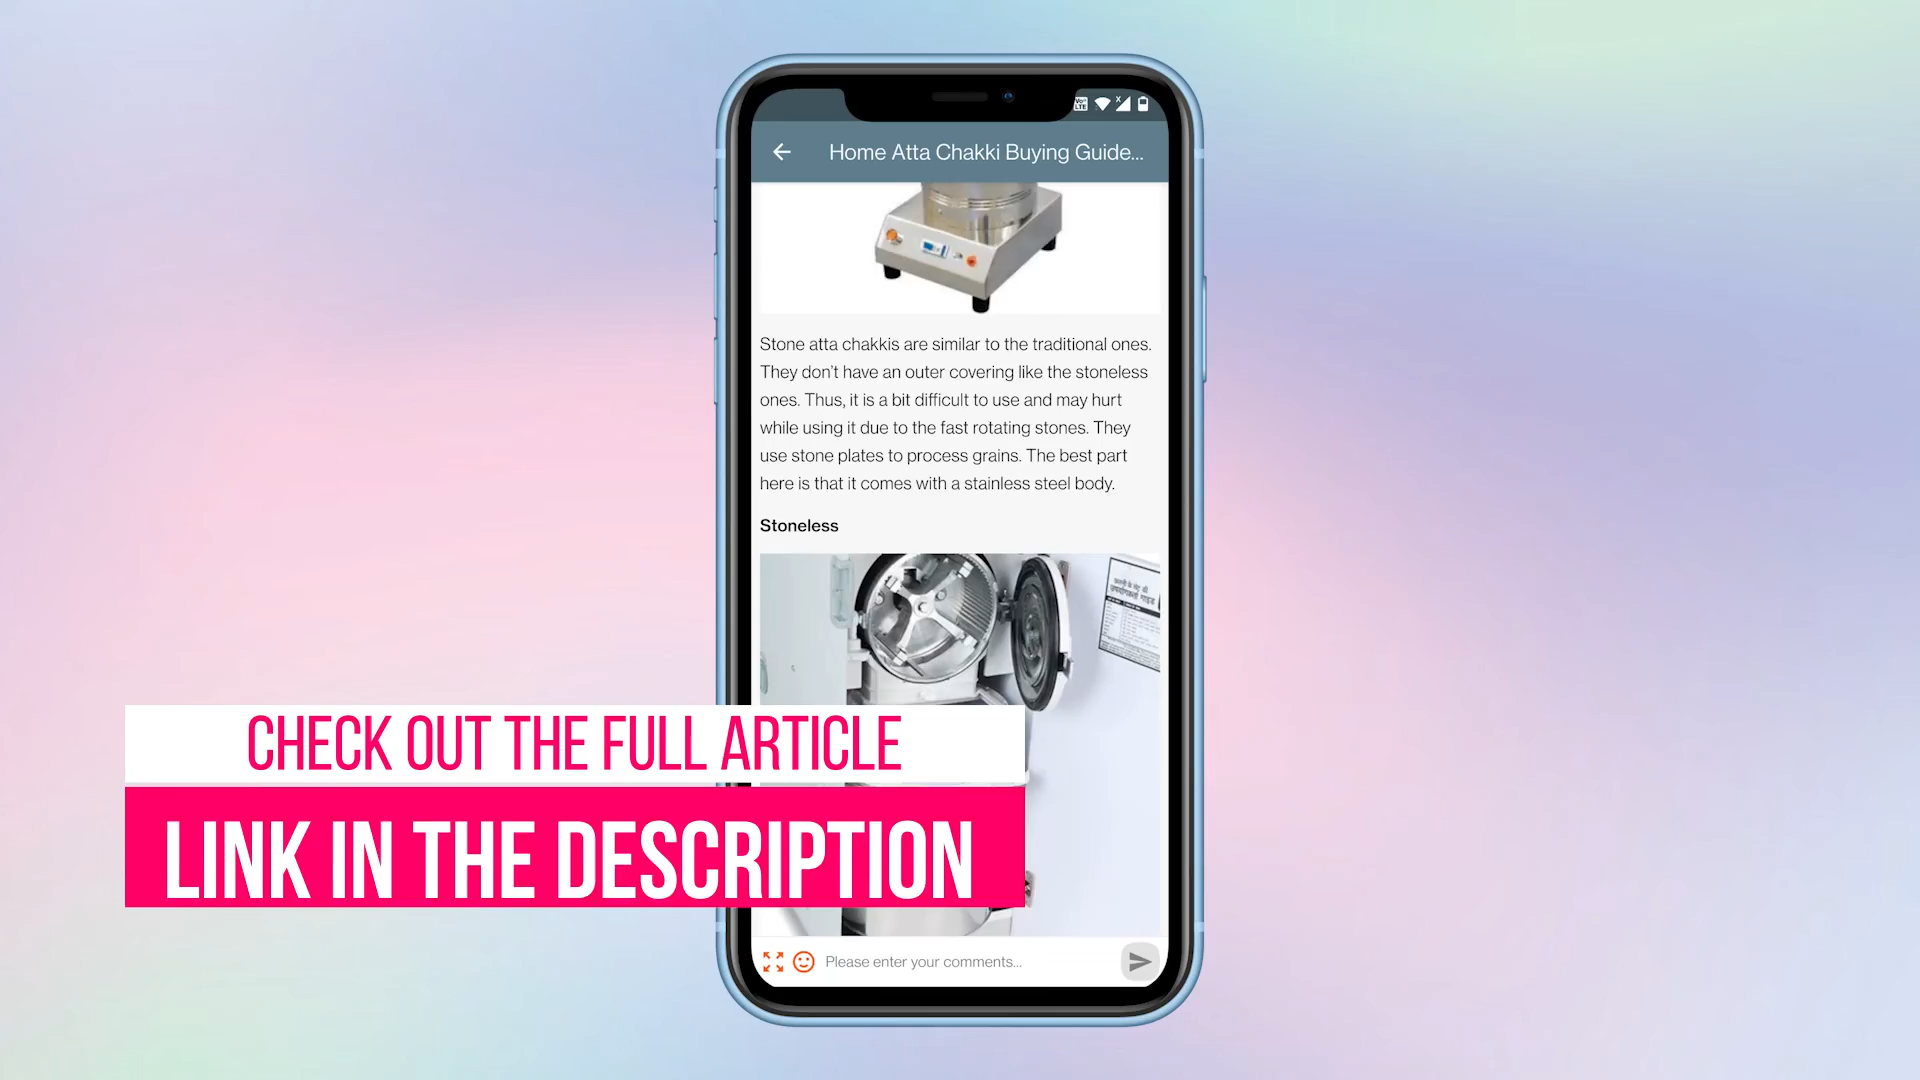 Vo
LTE
X
Home Atta Chakki Buying Guide...
Stone atta chakkis are similar to the traditional ones.
They don't have an outer covering like the stoneless
ones. Thus, it is a bit difficult to use and may hurt
while using it due to the fast rotating stones. They
use stone plates to process grains. The best part
here is that it comes with a stainless steel body.
Stoneless
CHECK OUT THE FULL ARTICLE
LINK IN THE DESCRIPTION
Please enter your comments...